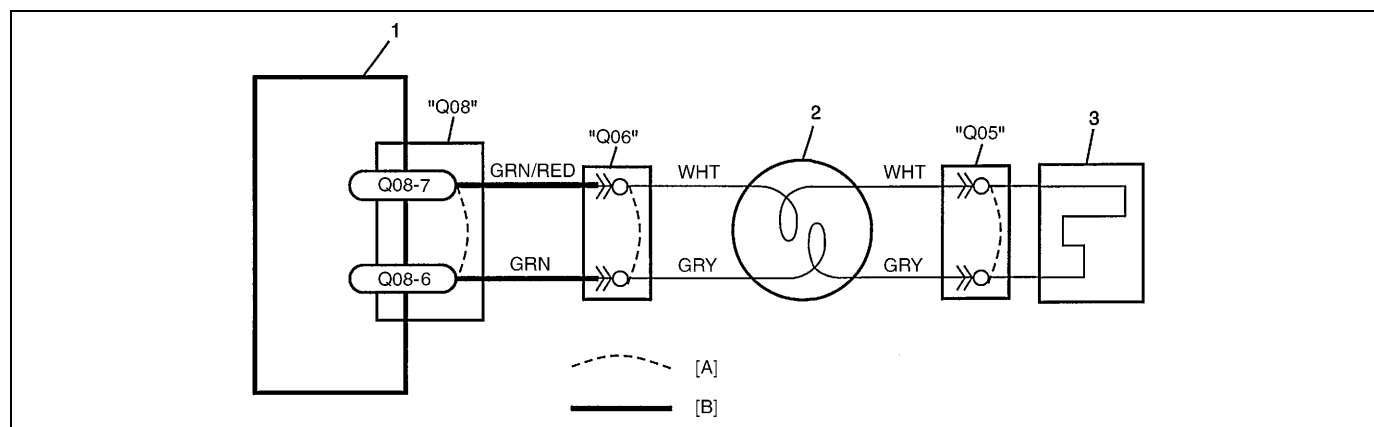 1
"Q08"
"Q06"
2
"Q05"
3
Q08-7
GRN/RED
WHT
WHT
Q08-6
GRN
GRY
GRY
[A]
[B]